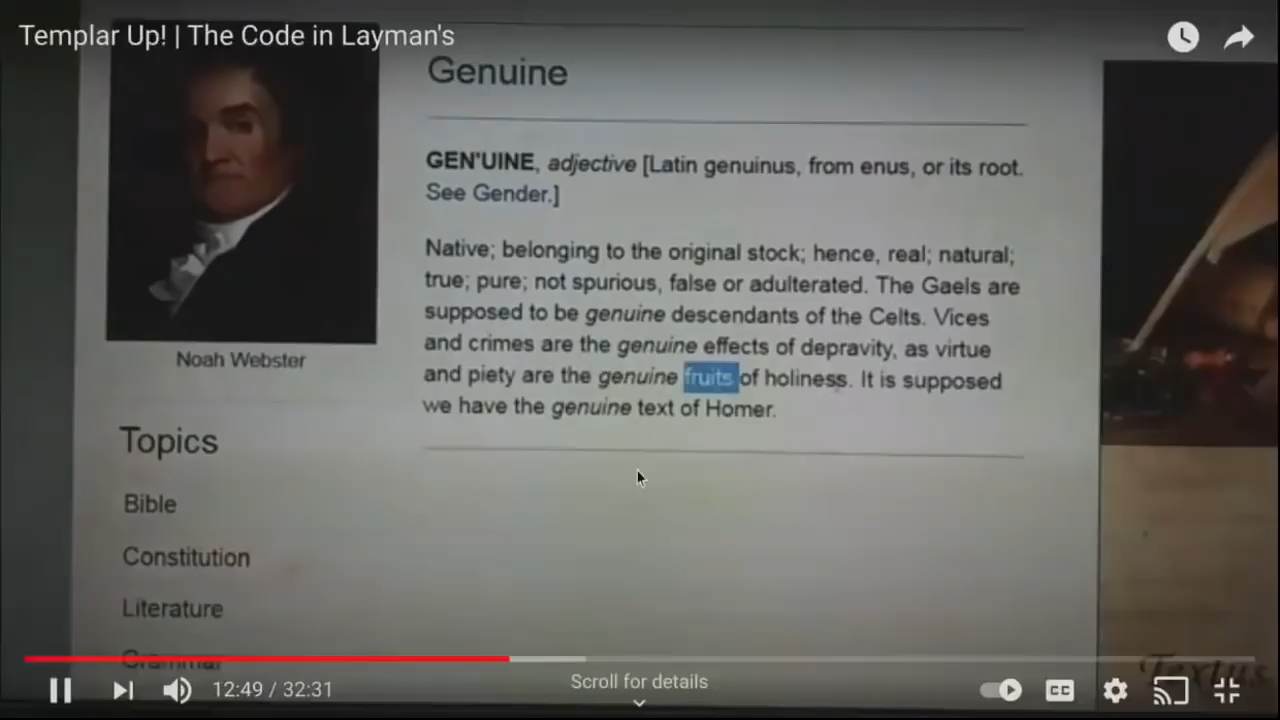 Templar Up! | The Code in Layman's
Genuine
GEN'UINE, adjective [Latin genuinus, from enus, or its root.
See Gender.]
Native; belonging to the original stock; hence, real; natural;
true; pure; not spurious, false or adulterated. The Gaels are
supposed to be genuine descendants of the Celts. Vices
and crimes are the genuine effects of depravity, as virtue
and piety are the genuine fruits of holiness. It is supposed
we have the genuine text of Homer.
Noah Webster
Topics
Bible
Constitution
Literature
Grammar
Textus
12:49 / 32:31
Scroll for details
CC